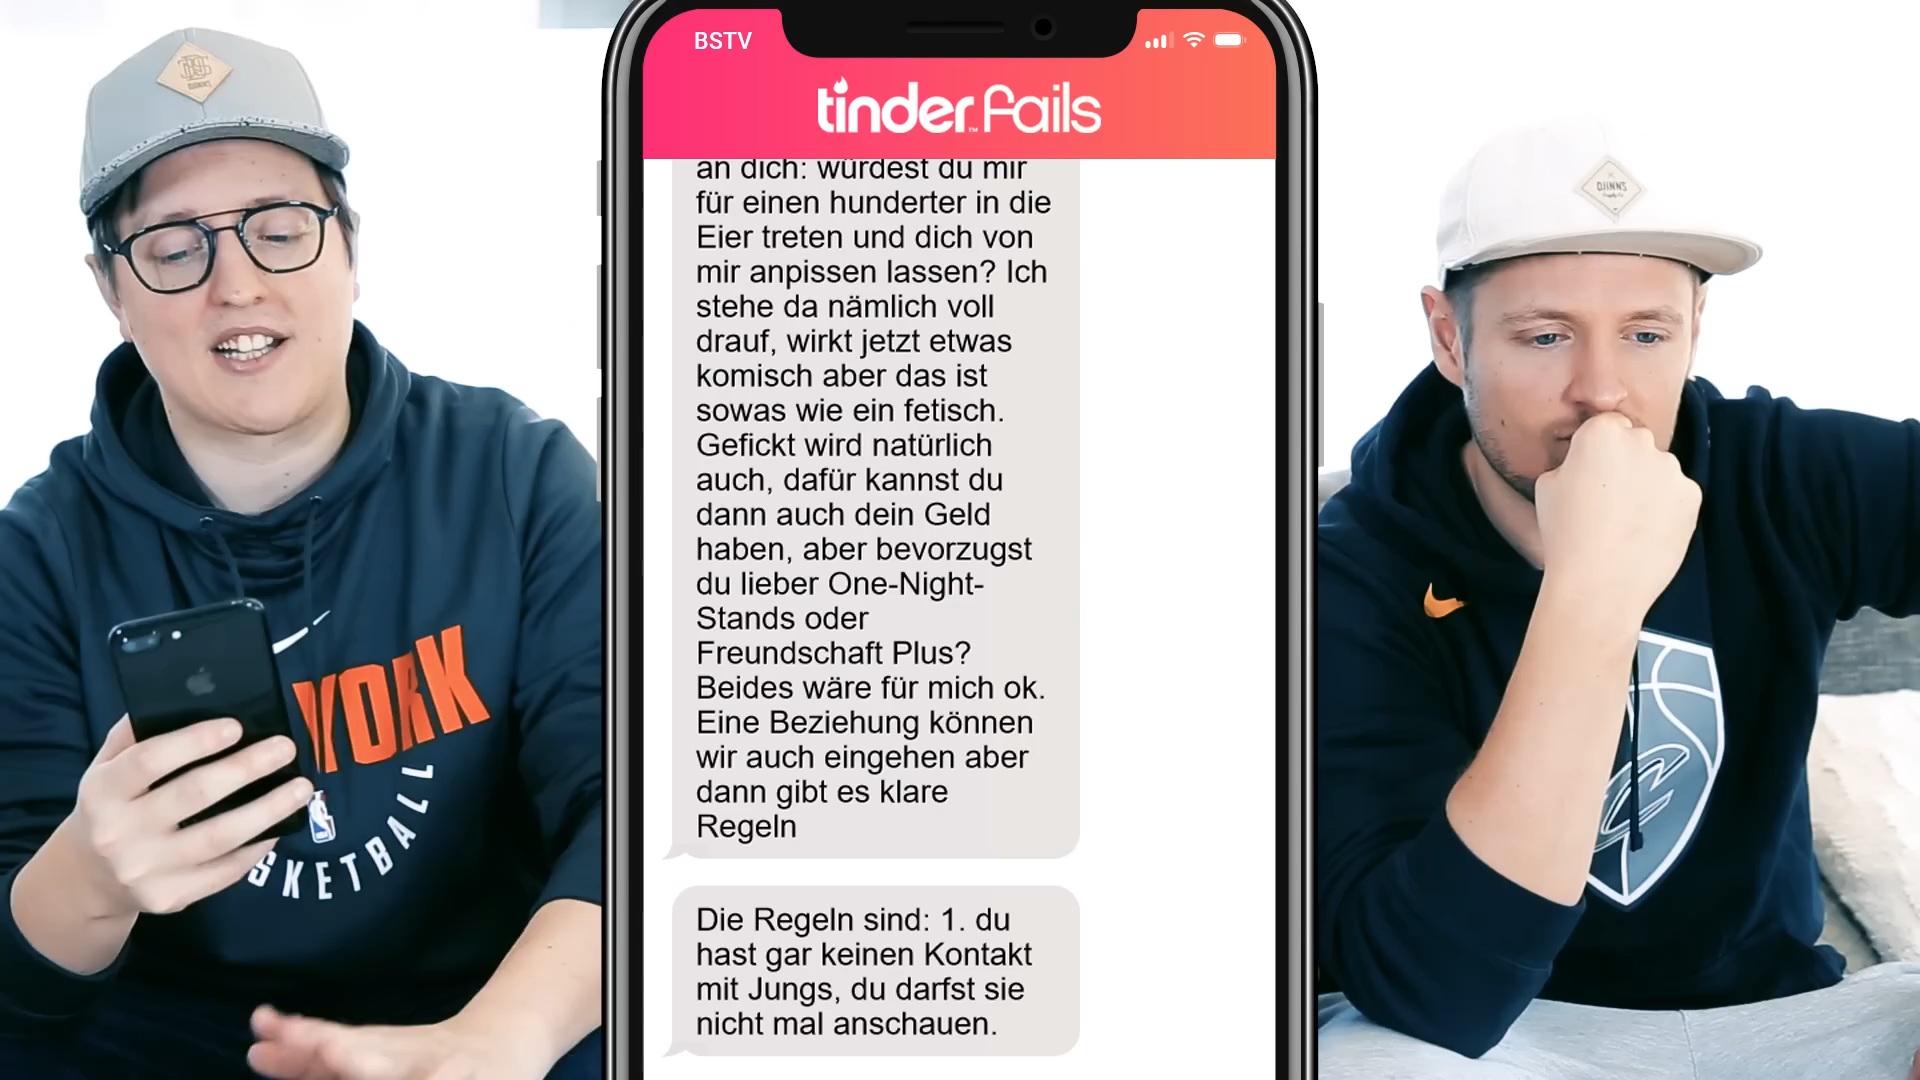 BSTV
tinder fails
an dich: würdest du mir
für einen hunderter in die
Eier treten und dich von
mir anpissen lassen? Ich
stehe da nämlich voll
drauf, wirkt jetzt etwas
komisch aber das ist
sowas wie ein fetisch.
Gefickt wird natürlich
auch, dafür kannst du
dann auch dein Geld
haben, aber bevorzugst
du lieber One-Night-
Stands oder
Freundschaft Plus?
Beides wäre für mich ok.
Eine Beziehung können
wir auch eingehen aber
dann gibt es klare
Regeln
Die Regeln sind: 1. du
hast gar keinen Kontakt
mit Jungs, du darfst sie
nicht mal anschauen.
YORK
SKETBALL
DJINNS